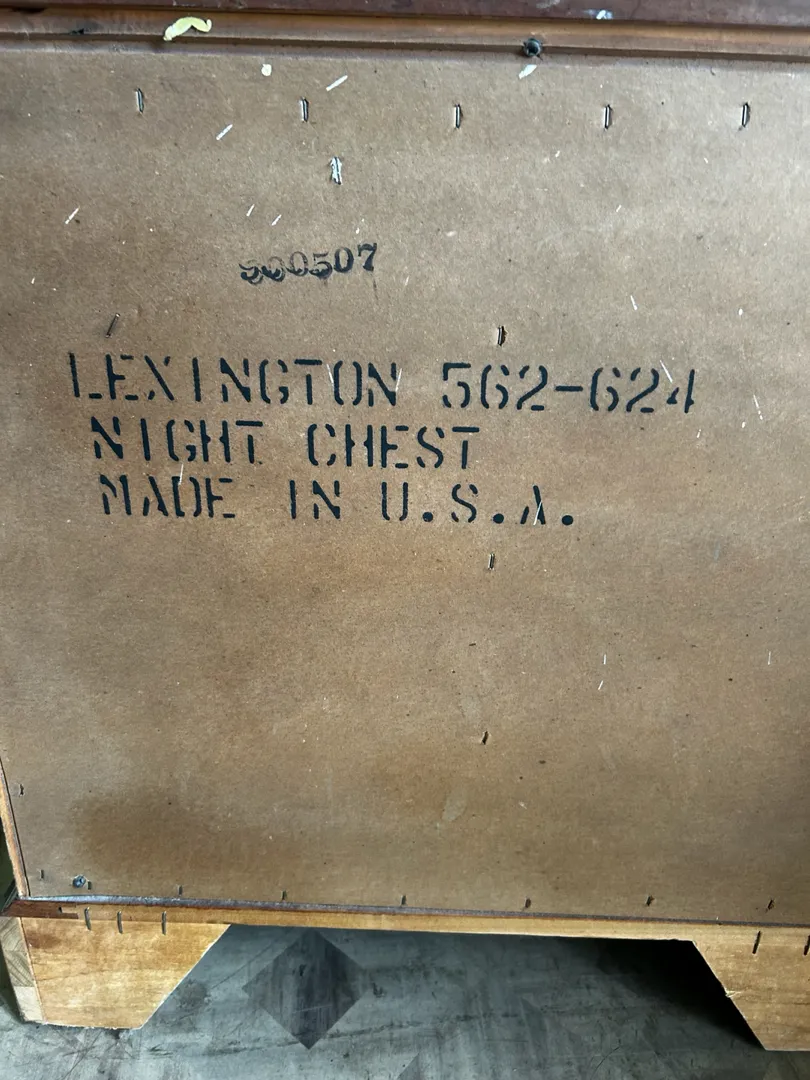 500507
LEXINGTON 562-624
NIGHT CHEST
MADE IN U.S.A.